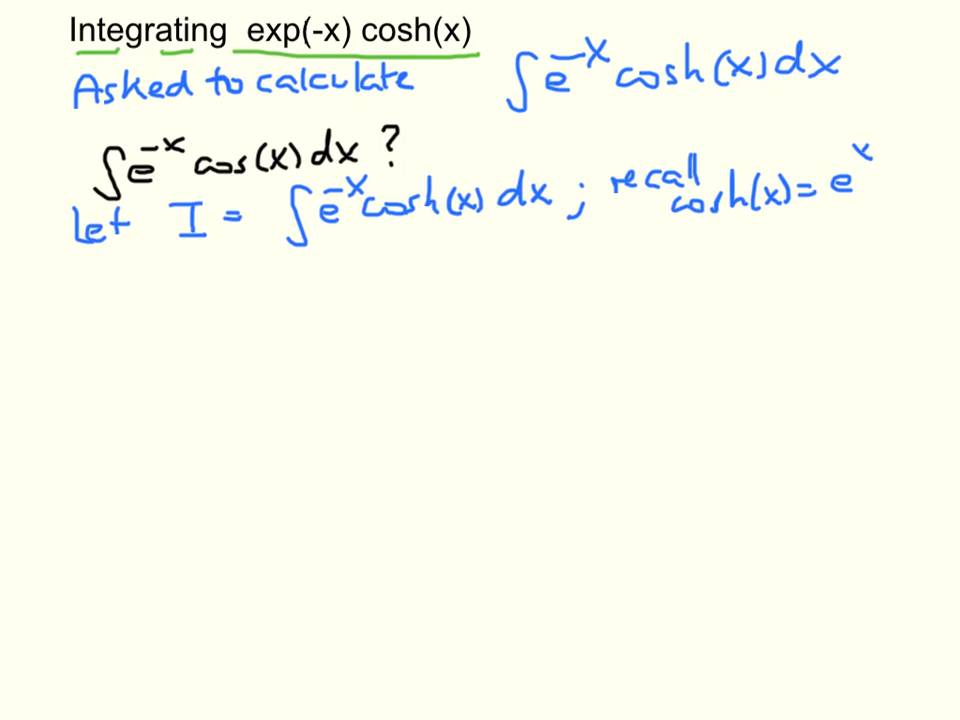 Integrating exp(-x) cosh(x)
Asked to calculate ∫e^-x cosh(x)dx
∫e^-x cos(x)dx ?
Let I = ∫e^-x cosh(x) dx ; recall cosh(x)= e^x